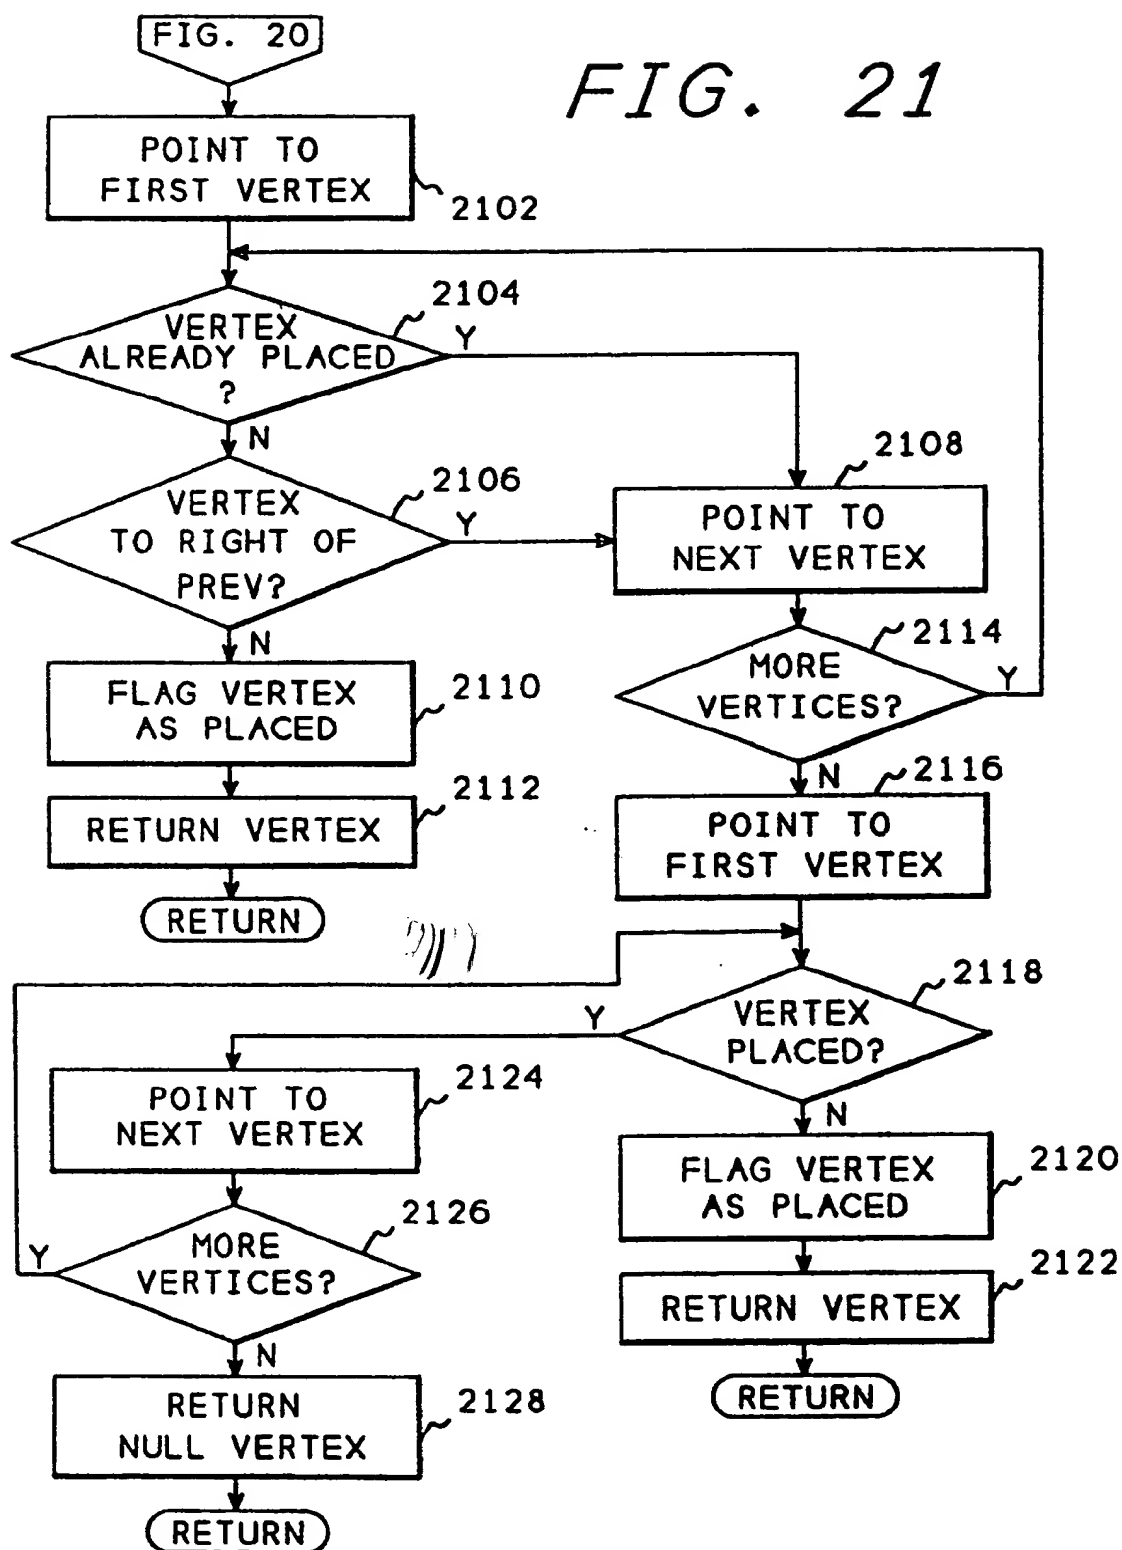 FIG. 20
FIG. 21
POINT TO
FIRST VERTEX
2102
2104
VERTEX
ALREADY PLACED
?
Y
N
2106
VERTEX
TO RIGHT OF
PREV?
Y
N
2108
POINT TO
NEXT VERTEX
2114
MORE
VERTICES?
Y
N
FLAG VERTEX
AS PLACED
2110
2112
RETURN VERTEX
RETURN
2116
POINT TO
FIRST VERTEX
2118
VERTEX
PLACED?
Y
N
2124
POINT TO
NEXT VERTEX
2120
FLAG VERTEX
AS PLACED
2126
MORE
VERTICES?
Y
N
2122
RETURN VERTEX
RETURN
2128
RETURN
NULL VERTEX
RETURN